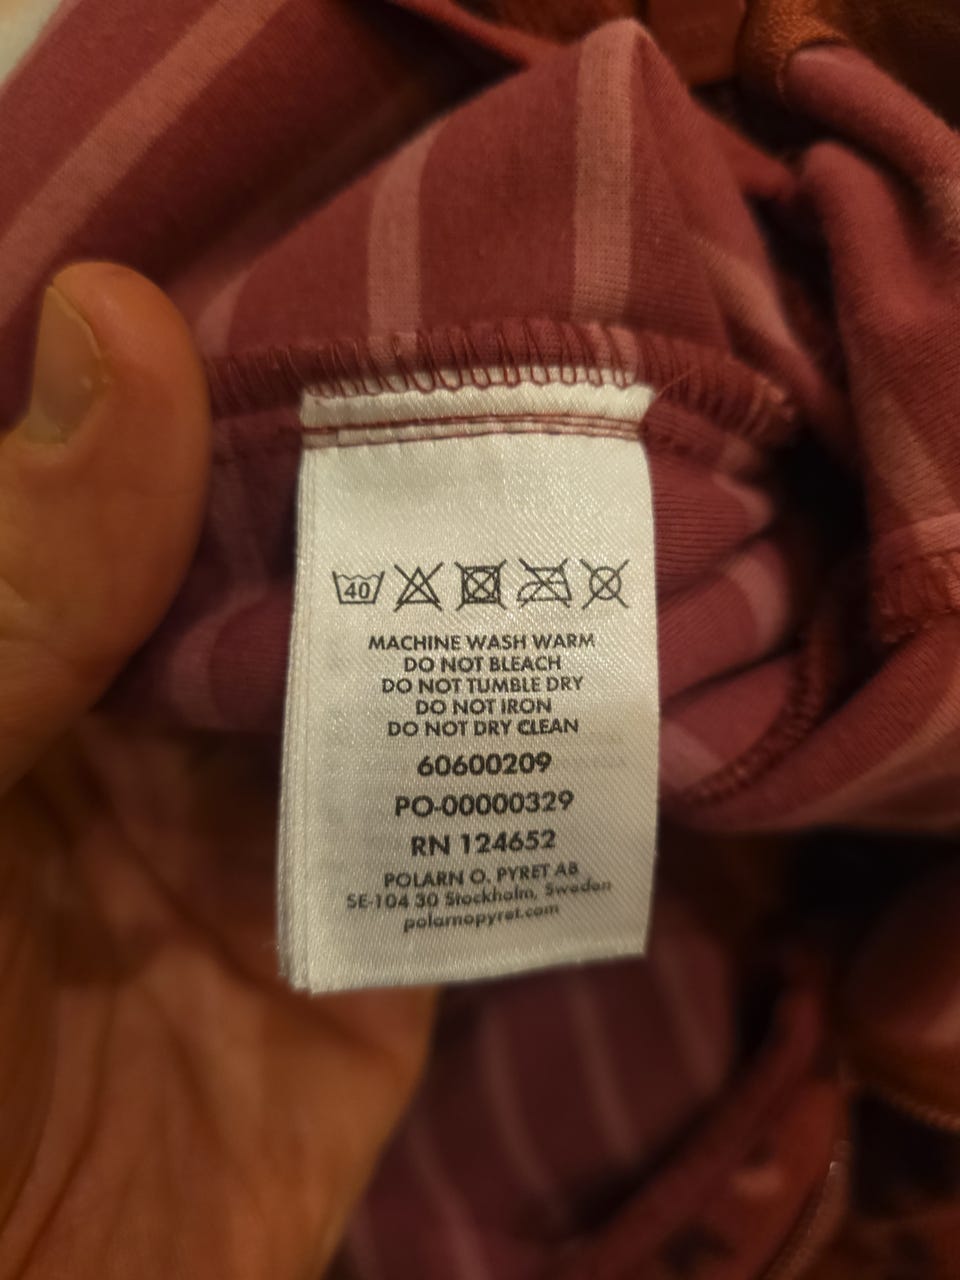 40
MACHINE WASH WARM
DO NOT BLEACH
DO NOT TUMBLE DRY
DO NOT IRON
DO NOT DRY CLEAN
60600209
PO-00000329
RN 124652
POLARN O. PYRET AB
SE-104 30 Stockholm, Sweden
polarnopyret.com